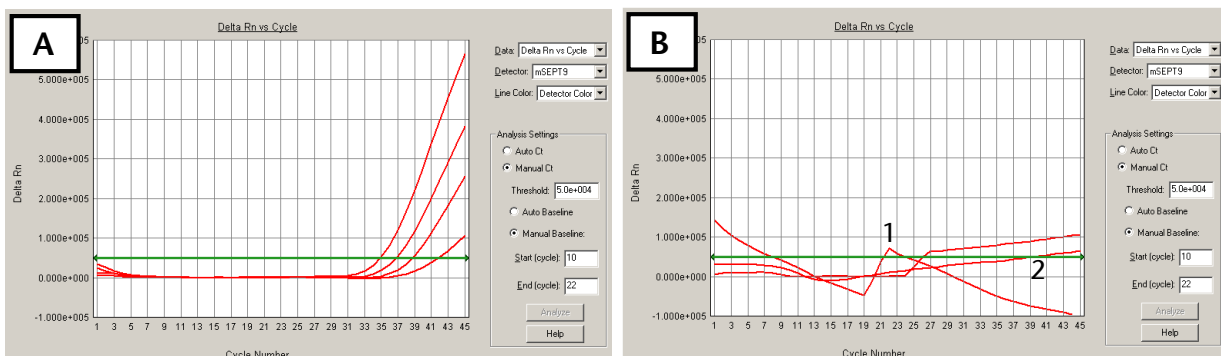 A
Delta Rn vs Cycle
5.000e+005
4.000e+005
3.000e+005
2.000e+005
1.000e+005
0.000e+000
-1.000e+005
Delta Rn
1 3 5 7 9 11 13 15 17 19 21 23 25 27 29 31 33 35 37 39 41 43 45
Cycle Number
Data: Delta Rn vs Cycle
Detector: mSEPT9
Line Color: Detector Color
Analysis Settings
Auto Ct
Manual Ct
Threshold: 5.0e+004
Auto Baseline
Manual Baseline:
Start (cycle): 10
End (cycle): 22
Analyze
Help
B
Delta Rn vs Cycle
5.000e+005
4.000e+005
3.000e+005
2.000e+005
1.000e+005
0.000e+000
-1.000e+005
Delta Rn
1
2
1 3 5 7 9 11 13 15 17 19 21 23 25 27 29 31 33 35 37 39 41 43 45
Cycle Number
Data: Delta Rn vs Cycle
Detector: mSEPT9
Line Color: Detector Color
Analysis Settings
Auto Ct
Manual Ct
Threshold: 5.0e+004
Auto Baseline
Manual Baseline:
Start (cycle): 10
End (cycle): 22
Analyze
Help